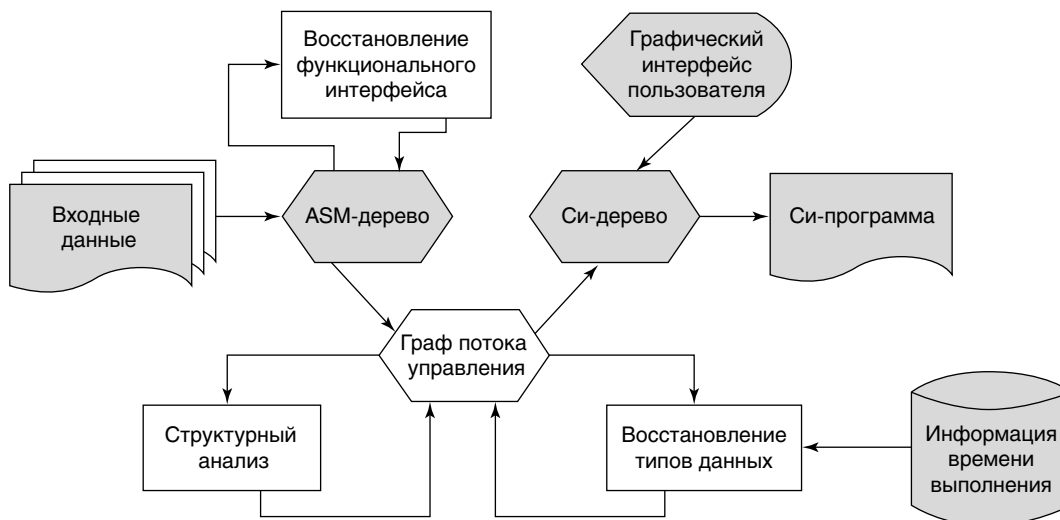 Восстановление
функционального
интерфейса
Графический
интерфейс
пользователя
Входные
данные
ASM-дерево
Си-дерево
Си-программа
Граф потока
управления
Структурный
анализ
Восстановление
типов данных
Информация
времени
выполнения